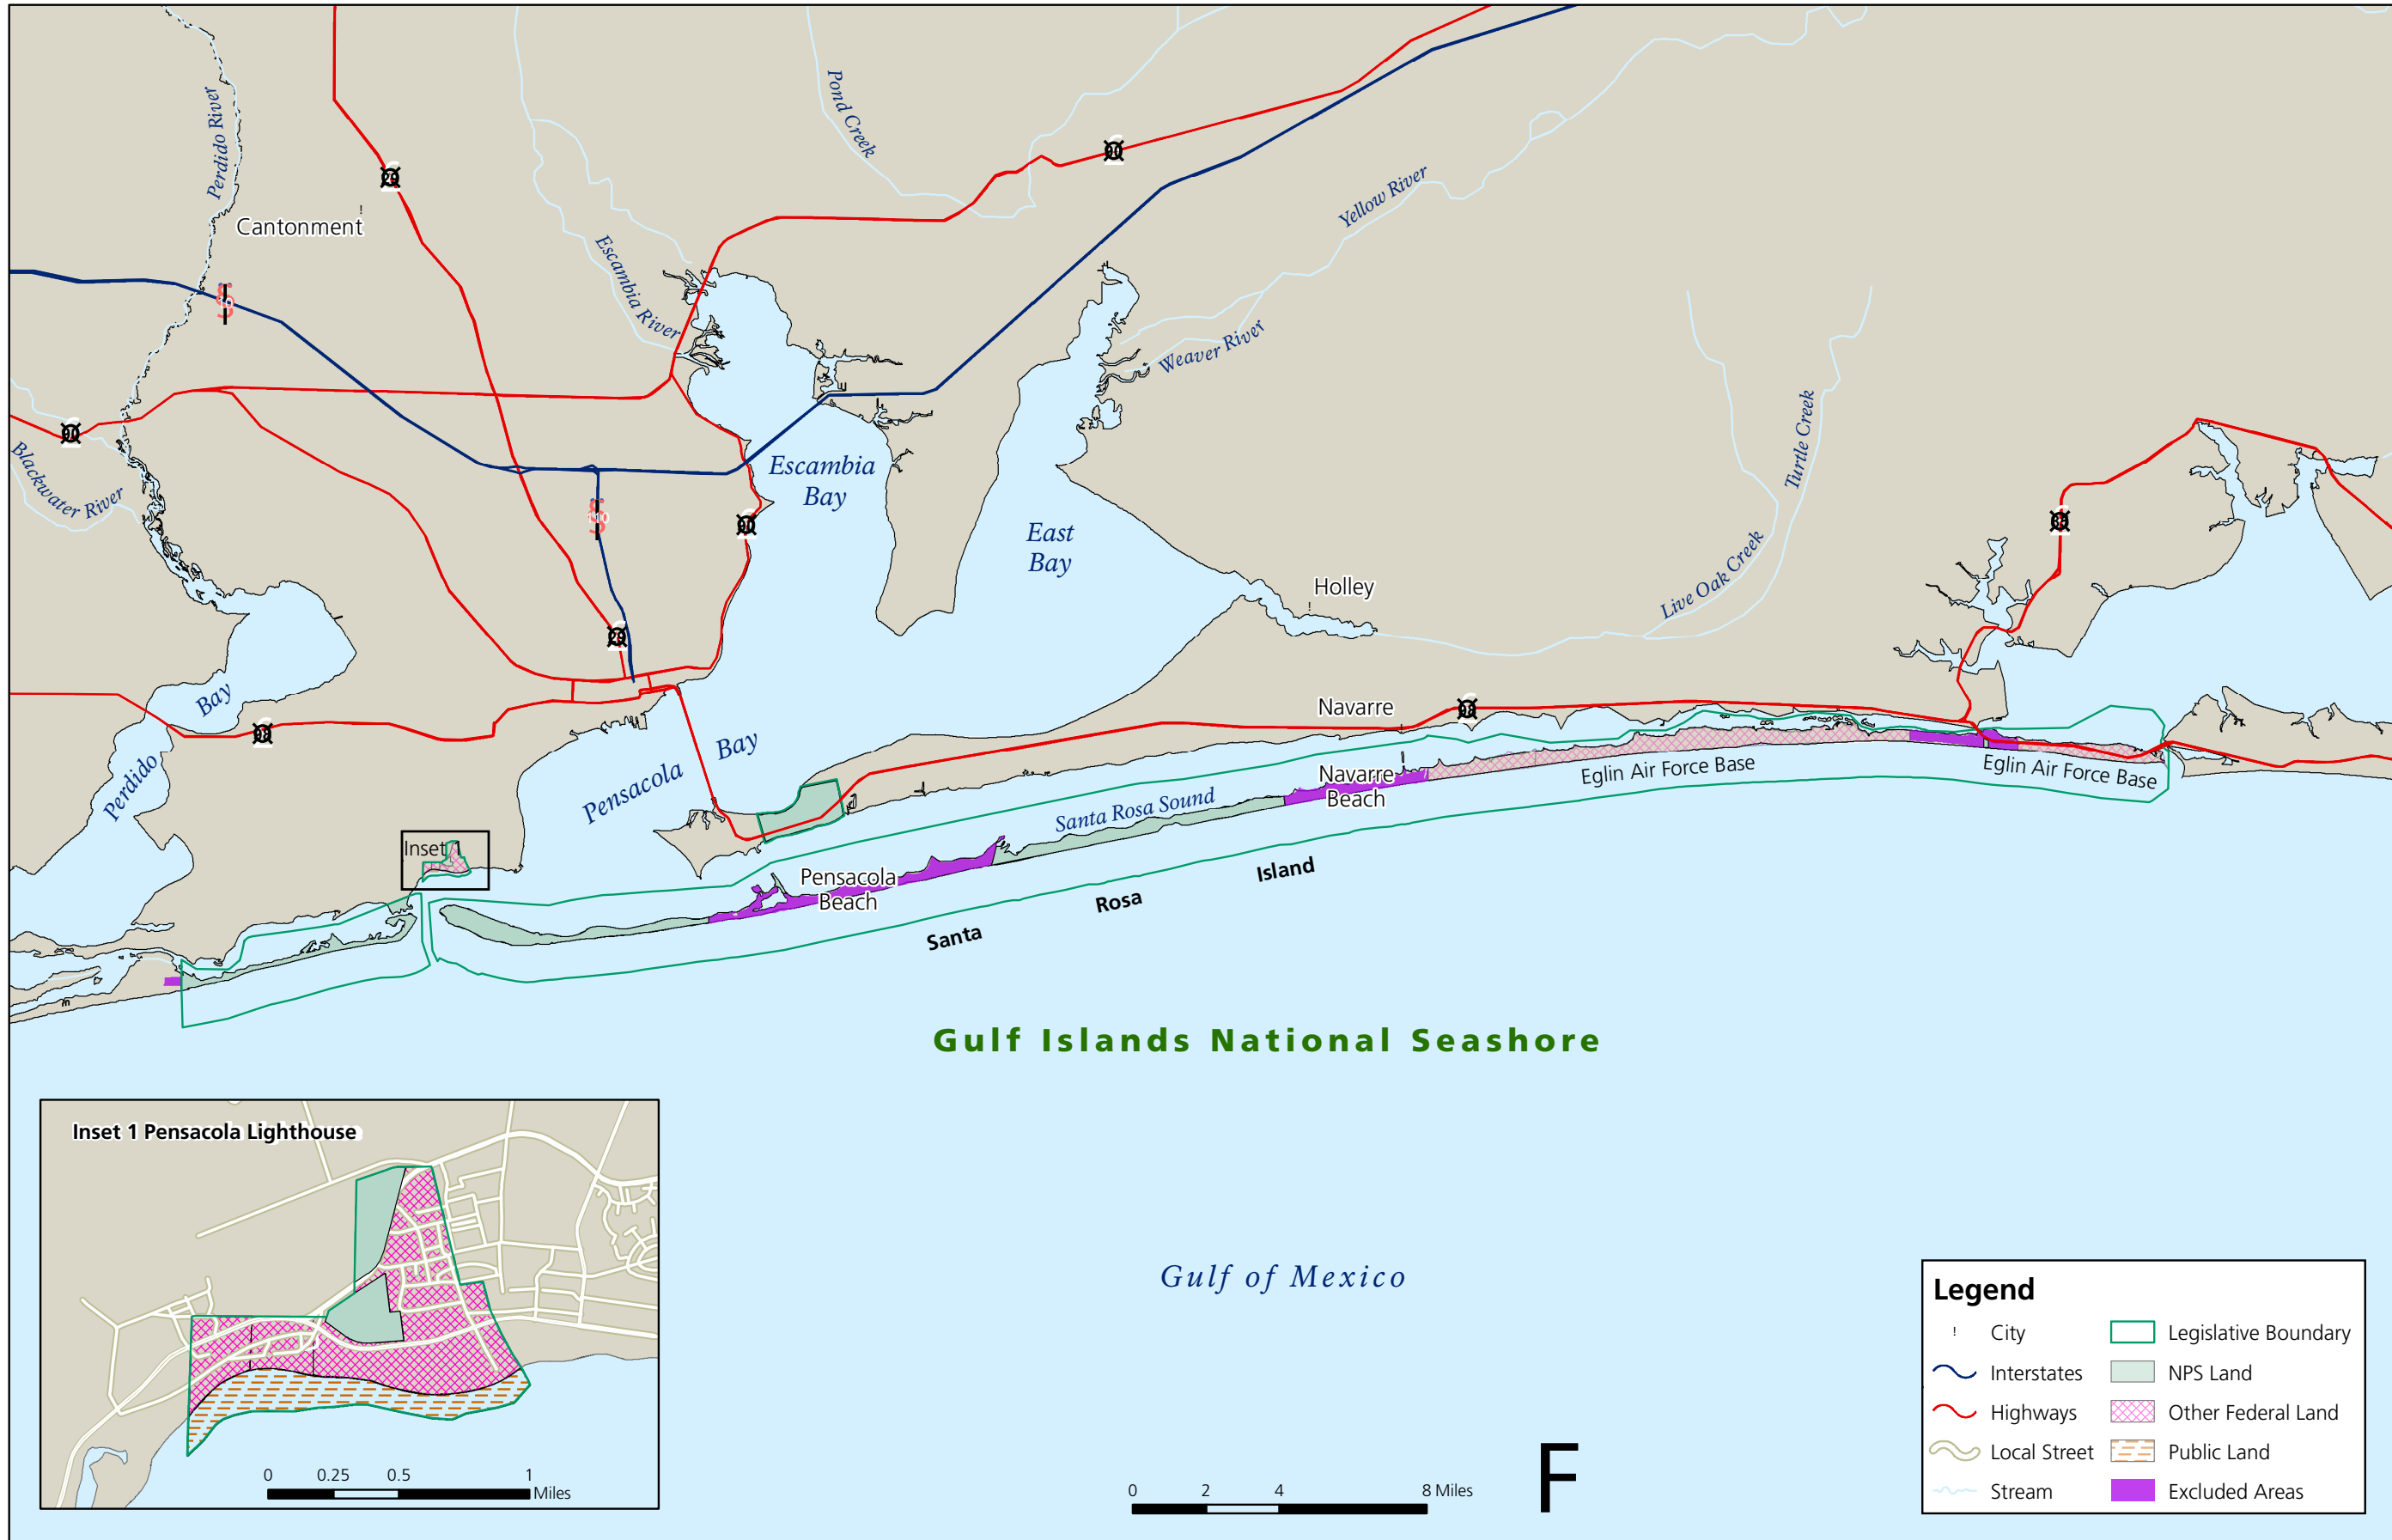 Perdido River
Pond Creek
Cantonment
Escambia River
Yellow River
Weaver River
Blackwater River
Turtle Creek
Live Oak Creek
Escambia
Bay
East
Bay
Holley
Perdido
Bay
Pensacola
Bay
Navarre
Navarre
Beach
Santa Rosa Sound
Eglin Air Force Base
Eglin Air Force Base
Inset 1
Pensacola
Beach
Santa
Rosa
Island
Gulf Islands National Seashore
Gulf of Mexico
Inset 1 Pensacola Lighthouse
0 0.25 0.5 1
Miles
0 2 4 8 Miles
F
Legend
! City
Interstates
Highways
Local Street
Stream
Legislative Boundary
NPS Land
Other Federal Land
Public Land
Excluded Areas